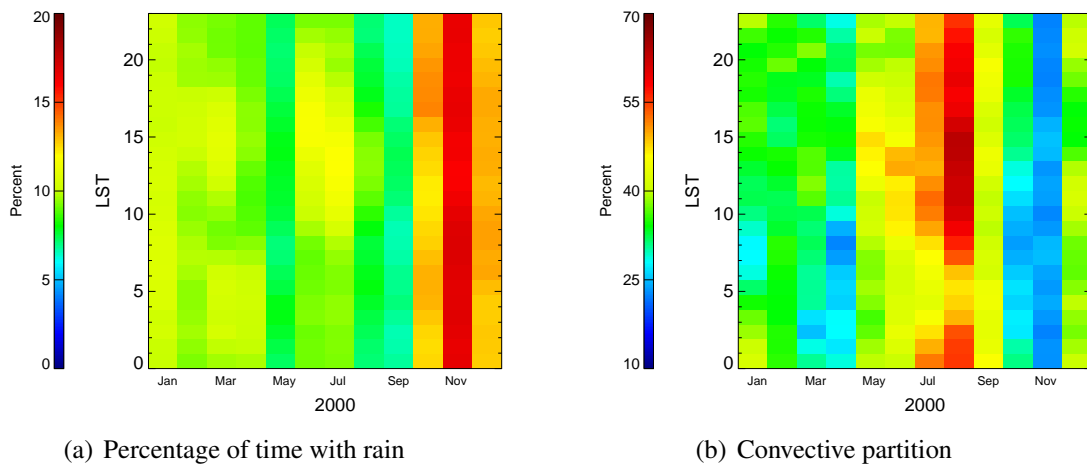 20
15
10
5
0
Percent
20
15
10
5
0
LST
Jan Mar May Jul Sep Nov
2000
(a) Percentage of time with rain
70
55
40
25
10
Percent
20
15
10
5
0
LST
Jan Mar May Jul Sep Nov
2000
(b) Convective partition